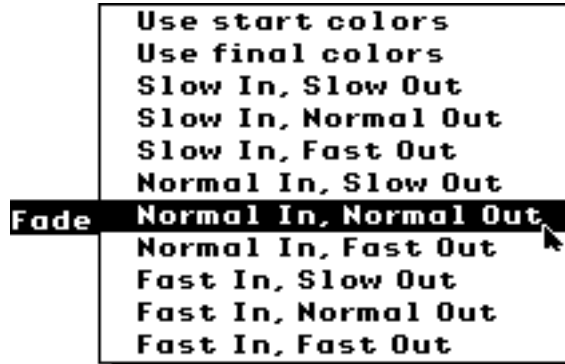 Use start colors
Use final colors
Slow In, Slow Out
Slow In, Normal Out
Slow In, Fast Out
Normal In, Slow Out
Fade Normal In, Normal Out
Normal In, Fast Out
Fast In, Slow Out
Fast In, Normal Out
Fast In, Fast Out